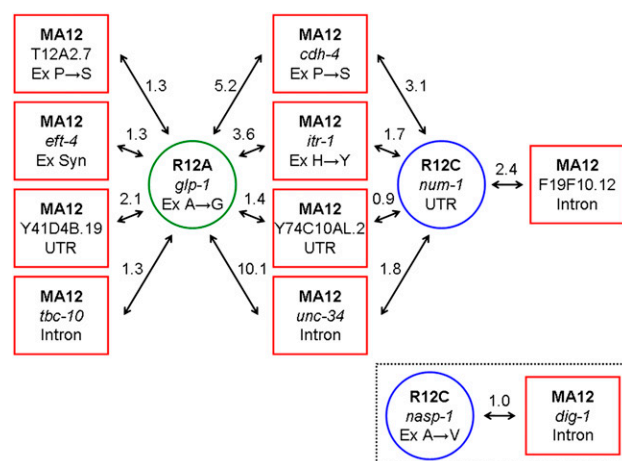 MA12
T12A2.7
Ex P→S
MA12
cdh-4
Ex P→S
1.3
5.2
3.1
MA12
eft-4
Ex Syn
1.3
3.6
MA12
itr-1
Ex H→Y
1.7
R12A
glp-1
Ex A→G
R12C
num-1
UTR
2.4
MA12
F19F10.12
Intron
MA12
Y41D4B.19
UTR
2.1
1.4
MA12
Y74C10AL.2
UTR
0.9
MA12
tbc-10
Intron
1.3
10.1
MA12
unc-34
Intron
1.8
R12C
nasp-1
Ex A→V
1.0
MA12
dig-1
Intron